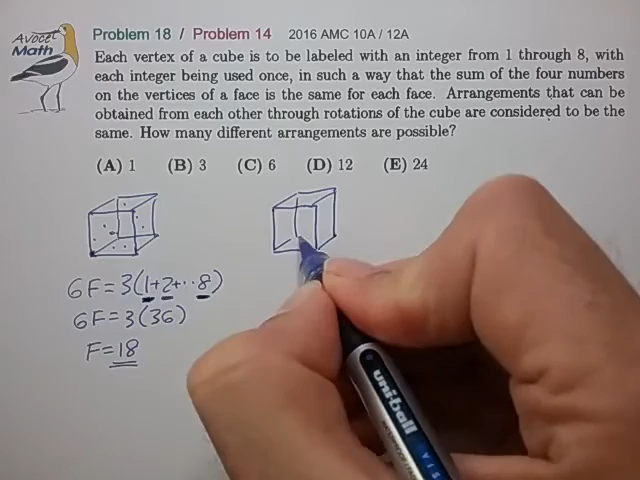 Avocet
Math
Problem 18 / Problem 14 2016 AMC 10A / 12A
Each vertex of a cube is to be labeled with an integer from 1 through 8, with
each integer being used once, in such a way that the sum of the four numbers
on the vertices of a face is the same for each face. Arrangements that can be
obtained from each other through rotations of the cube are considered to be the
same. How many different arrangements are possible?
(A) 1 (B) 3 (C) 6 (D) 12 (E) 24
6F=3(1+2+··8)
6F=3(36)
F=18
uni-ball
VIS